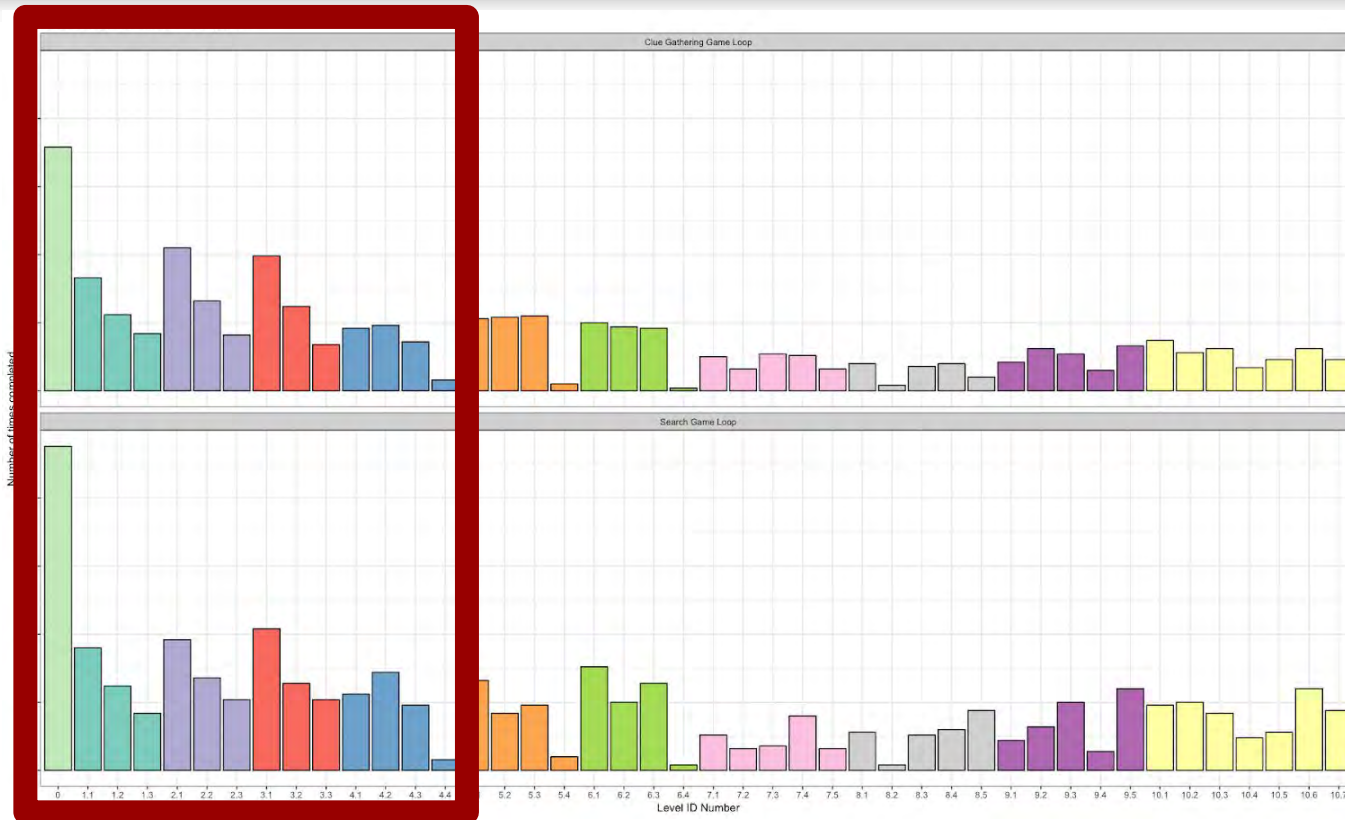 Clue Gathering Game Loop
Number of times completed
Search Game Loop
0 1.1 1.2 1.3 2.1 2.2 2.3 3.1 3.2 3.3 4.1 4.2 4.3 4.4 5.2 5.3 5.4 6.1 6.2 6.3 6.4 7.1 7.2 7.3 7.4 7.5 8.1 8.2 8.3 8.4 8.5 9.1 9.2 9.3 9.4 9.5 10.1 10.2 10.3 10.4 10.5 10.6 10.7
Level ID Number